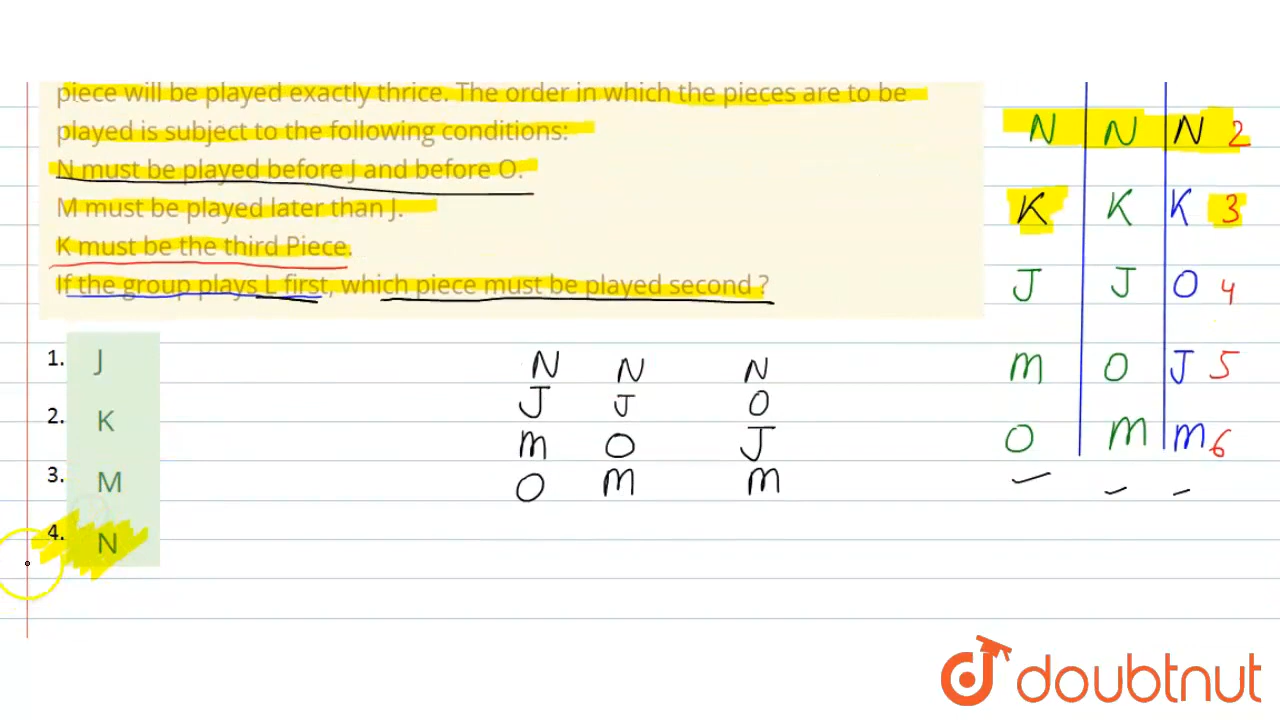 piece will be played exactly thrice. The order in which the pieces are to be
played is subject to the following conditions:
N must be played before J and before O.
M must be played later than J.
K must be the third Piece.
If the group plays L first, which piece must be played second ?
1. J
2. K
3. M
4. N
N N N
J J O
m O J
O m m
N N N 2
K K K 3
J J O 4
m O J 5
O m m 6
doubtnut